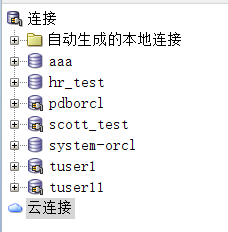 连接
自动生成的本地连接
aaa
hr_test
pdborcl
scott_test
system-orcl
tuser1
tuser11
云连接